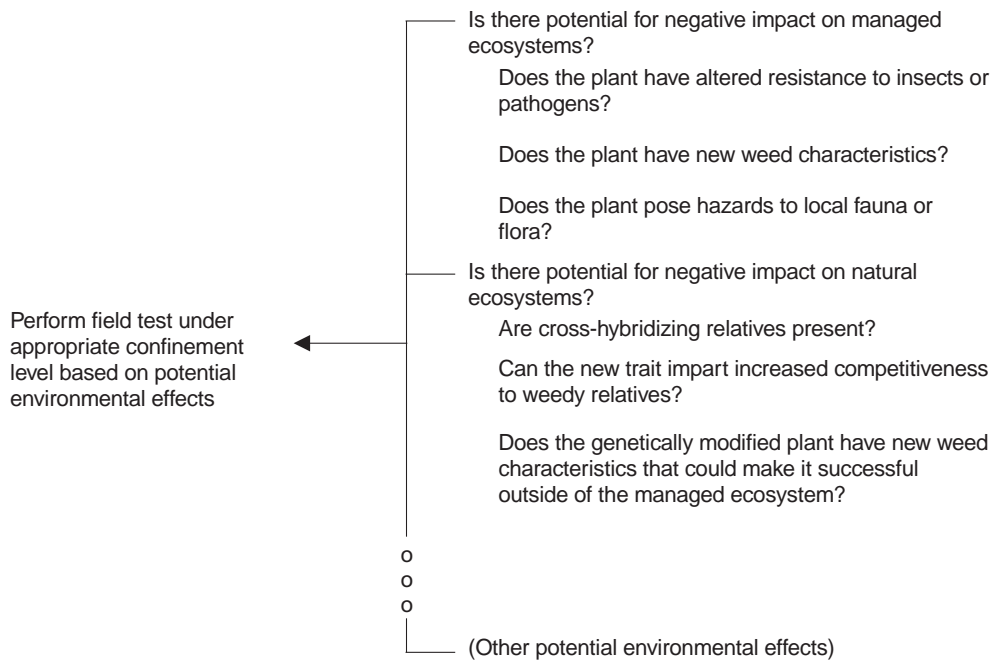 Is there potential for negative impact on managed
ecosystems?
Does the plant have altered resistance to insects or
pathogens?
Does the plant have new weed characteristics?
Does the plant pose hazards to local fauna or
flora?
Is there potential for negative impact on natural
ecosystems?
Are cross-hybridizing relatives present?
Can the new trait impart increased competitiveness
to weedy relatives?
Does the genetically modified plant have new weed
characteristics that could make it successful
outside of the managed ecosystem?
Perform field test under
appropriate confinement
level based on potential
environmental effects
o
o
o
(Other potential environmental effects)